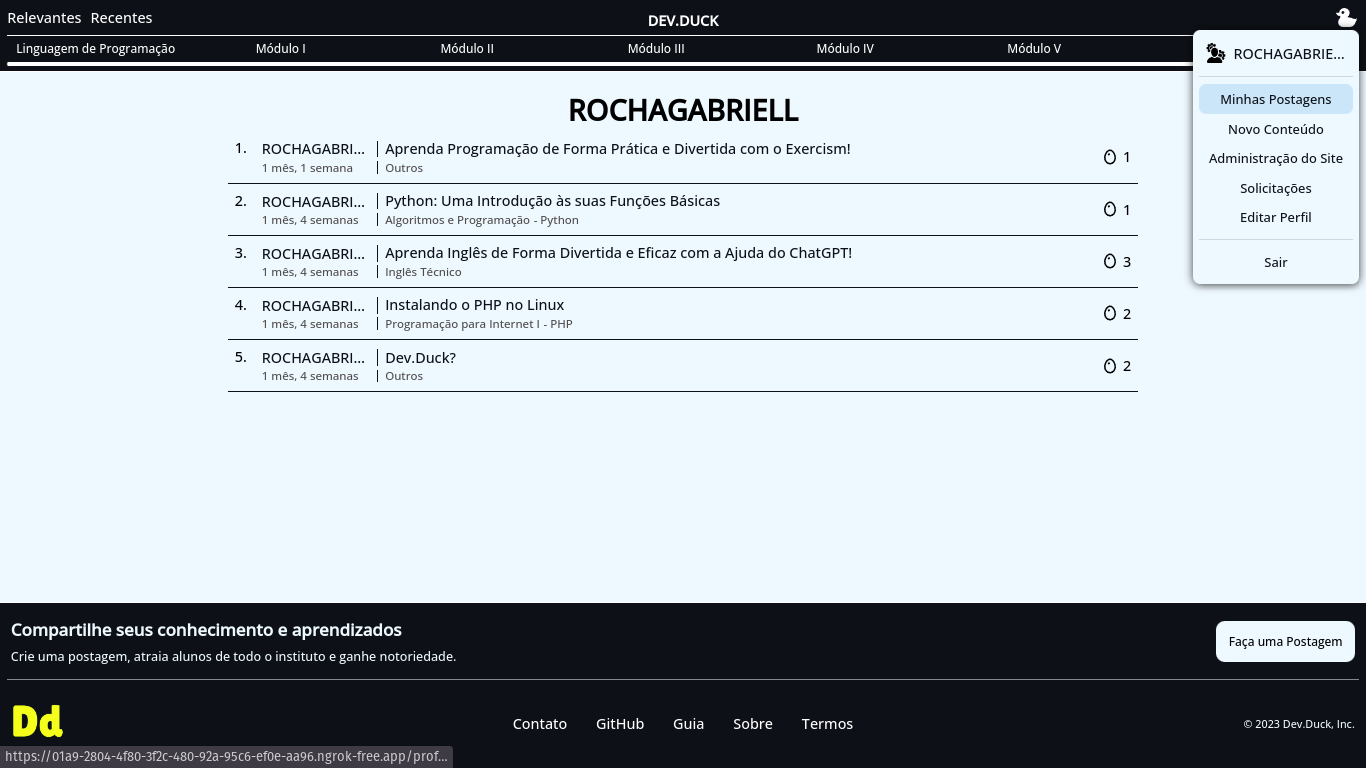 Relevantes Recentes
DEV.DUCK
Linguagem de Programação Módulo I Módulo II Módulo III Módulo IV Módulo V
ROCHAGABRIE...
Minhas Postagens
Novo Conteúdo
Administração do Site
Solicitações
Editar Perfil
Sair
ROCHAGABRIELL
1. ROCHAGABRI... Aprenda Programação de Forma Prática e Divertida com o Exercism! 1
1 mês, 1 semana Outros
2. ROCHAGABRI... Python: Uma Introdução às suas Funções Básicas 1
1 mês, 4 semanas Algoritmos e Programação - Python
3. ROCHAGABRI... Aprenda Inglês de Forma Divertida e Eficaz com a Ajuda do ChatGPT! 3
1 mês, 4 semanas Inglês Técnico
4. ROCHAGABRI... Instalando o PHP no Linux 2
1 mês, 4 semanas Programação para Internet I - PHP
5. ROCHAGABRI... Dev.Duck? 2
1 mês, 4 semanas Outros
Compartilhe seus conhecimento e aprendizados
Crie uma postagem, atraia alunos de todo o instituto e ganhe notoriedade.
Faça uma Postagem
Dd
Contato GitHub Guia Sobre Termos
© 2023 Dev.Duck, Inc.
https://01a9-2804-4f80-3f2c-480-92a-95c6-ef0e-aa96.ngrok-free.app/prof...